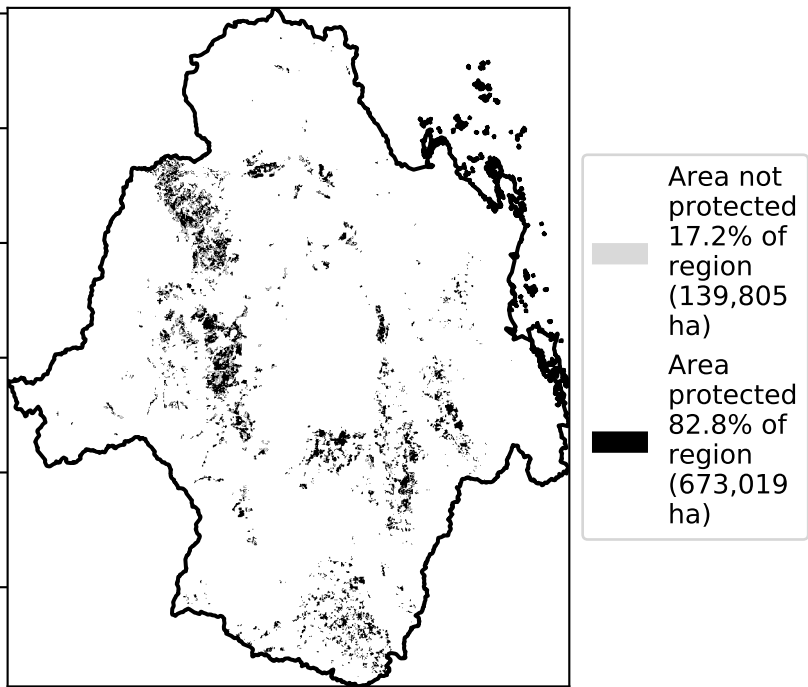 Area not
protected
17.2% of
region
(139,805
ha)
Area
protected
82.8% of
region
(673,019
ha)